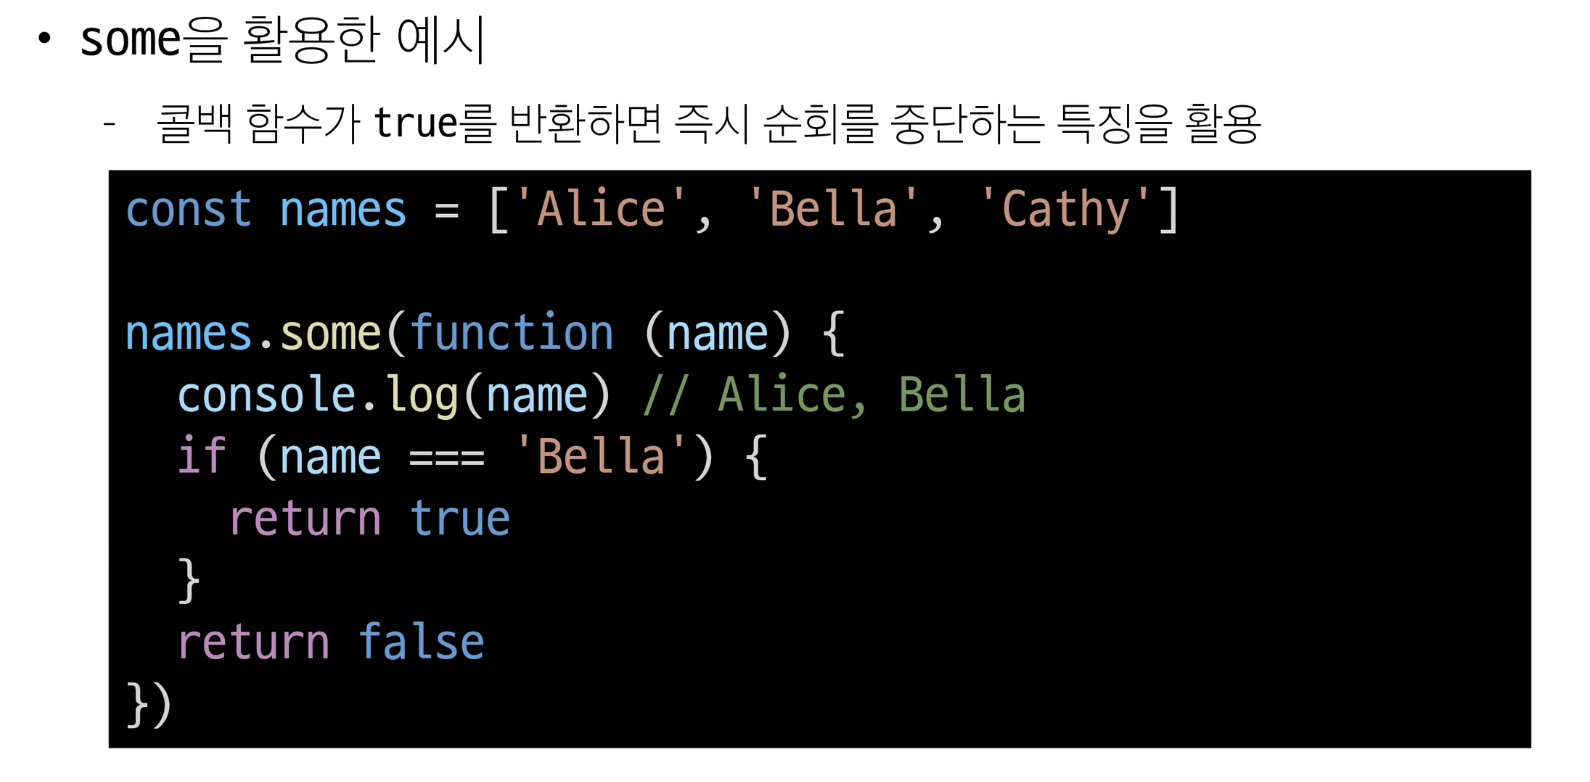 • some을 활용한 예시
- 콜백 함수가 true를 반환하면 즉시 순회를 중단하는 특징을 활용
const names = ['Alice', 'Bella', 'Cathy']

names.some(function (name) {
  console.log(name) // Alice, Bella
  if (name === 'Bella') {
    return true
  }
  return false
})